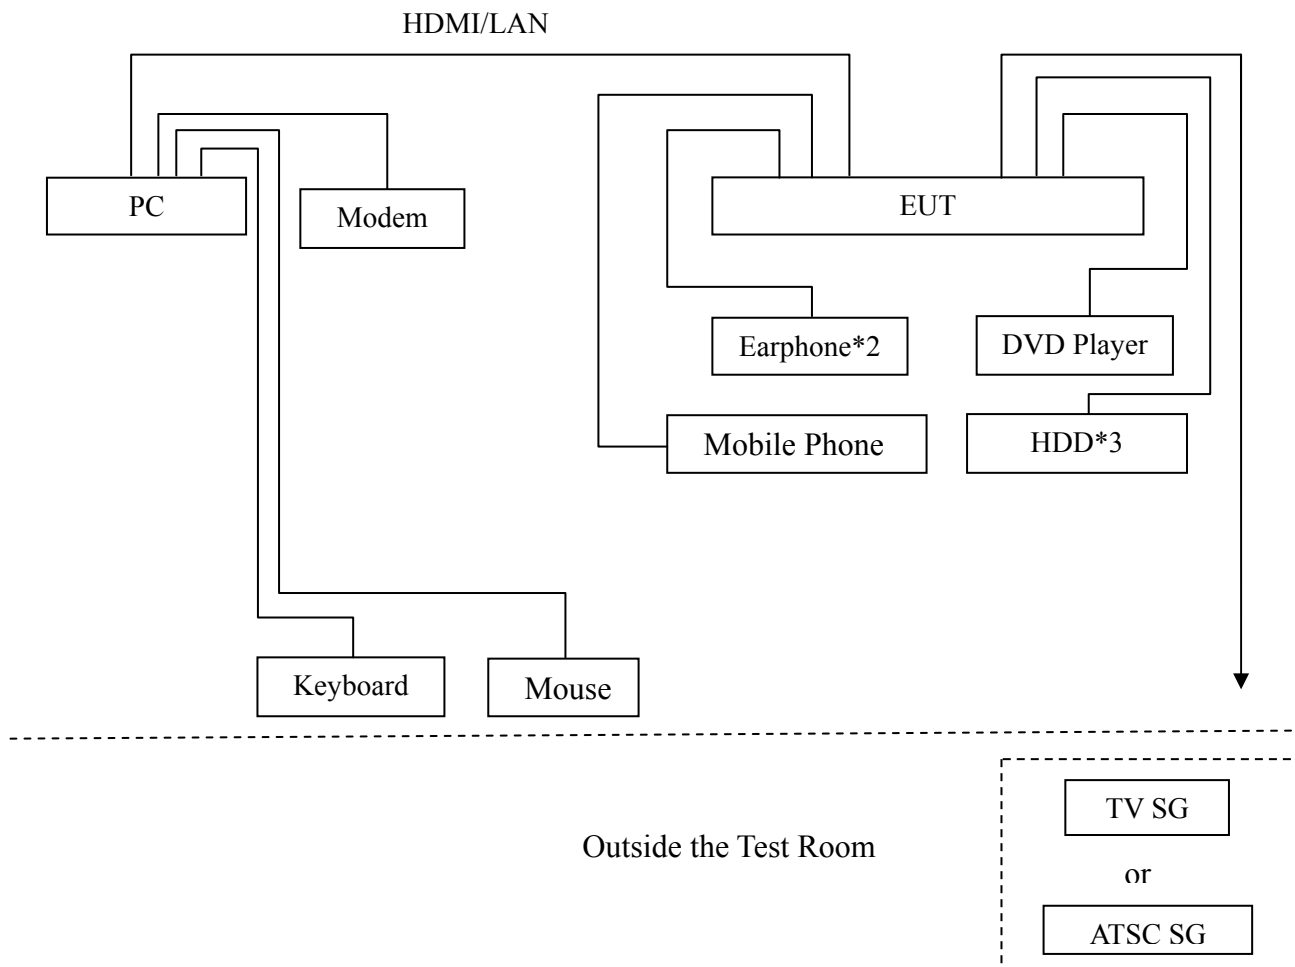 HDMI/LAN
PC
Modem
EUT
Earphone*2
DVD Player
Mobile Phone
HDD*3
Keyboard
Mouse
TV SG
Outside the Test Room
or
ATSC SG